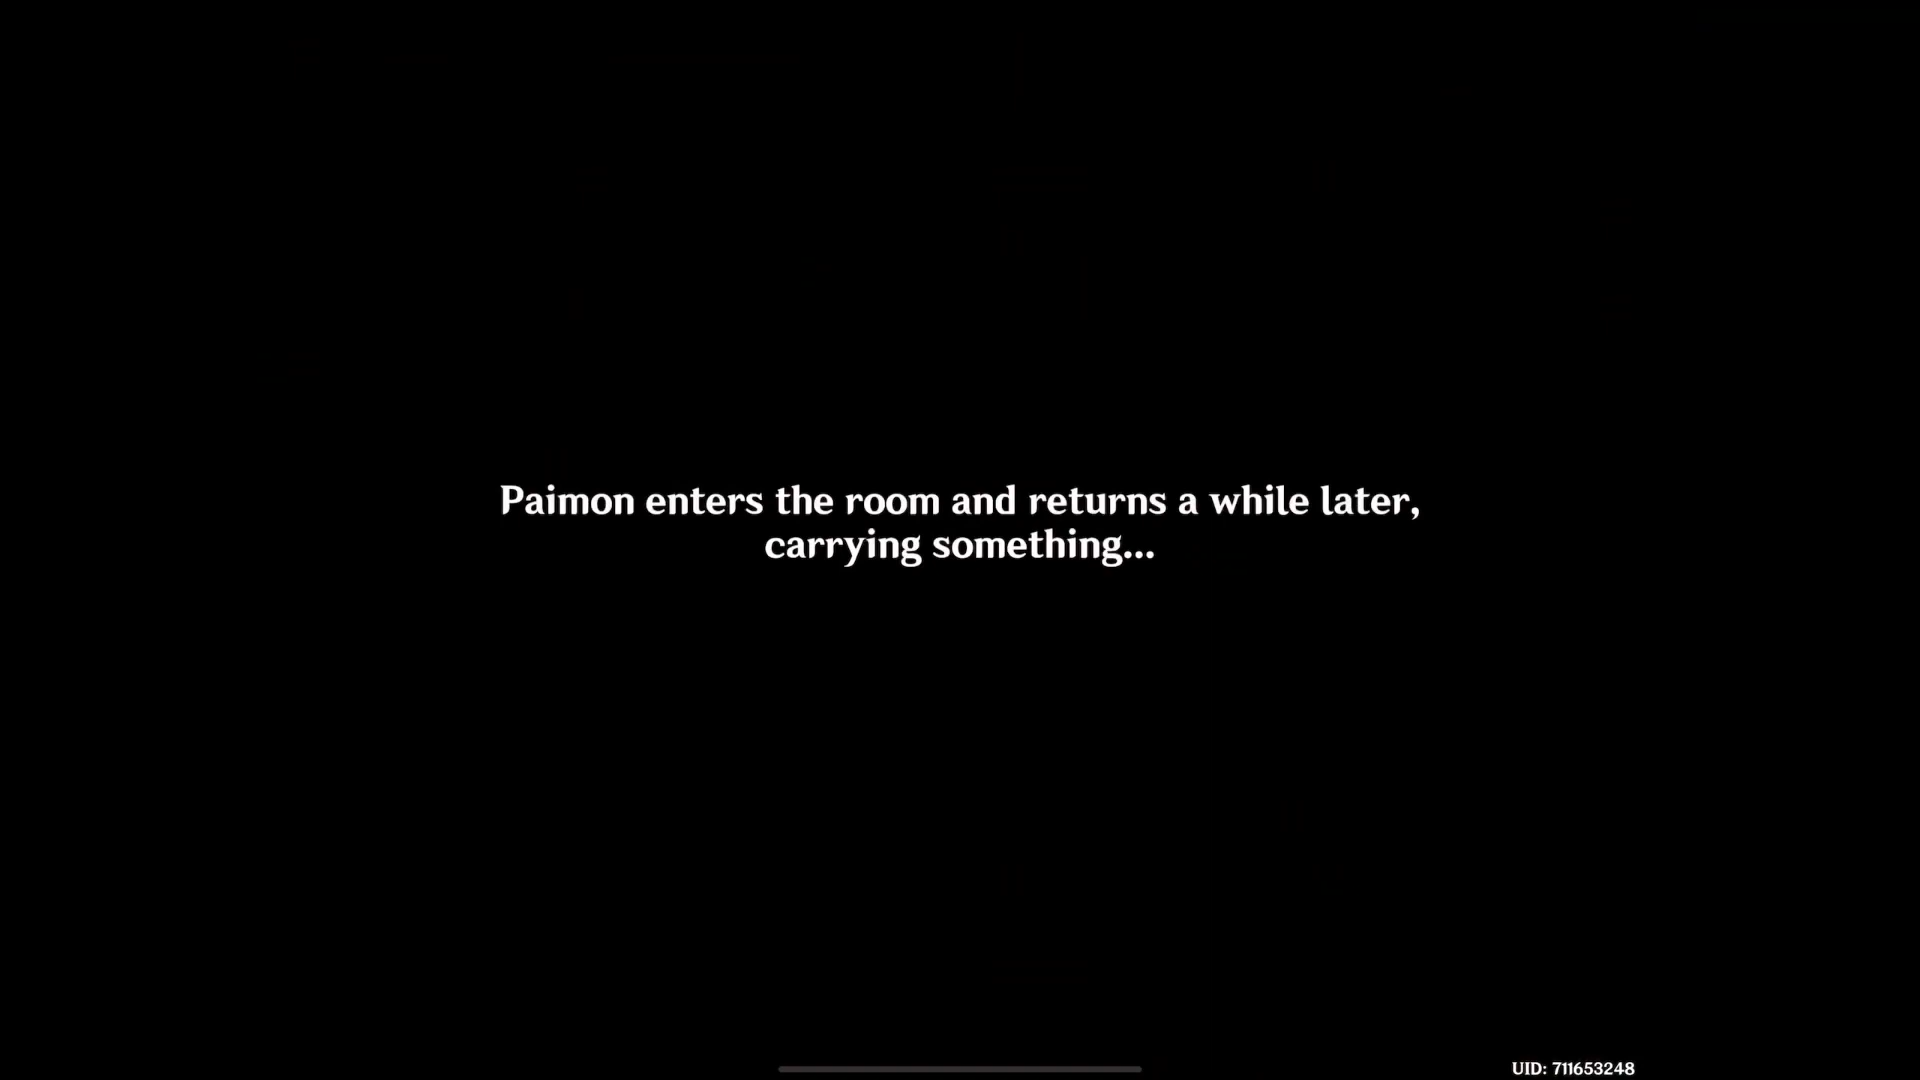 Paimon enters the room and returns a while later,
carrying something...
UID: 711653248